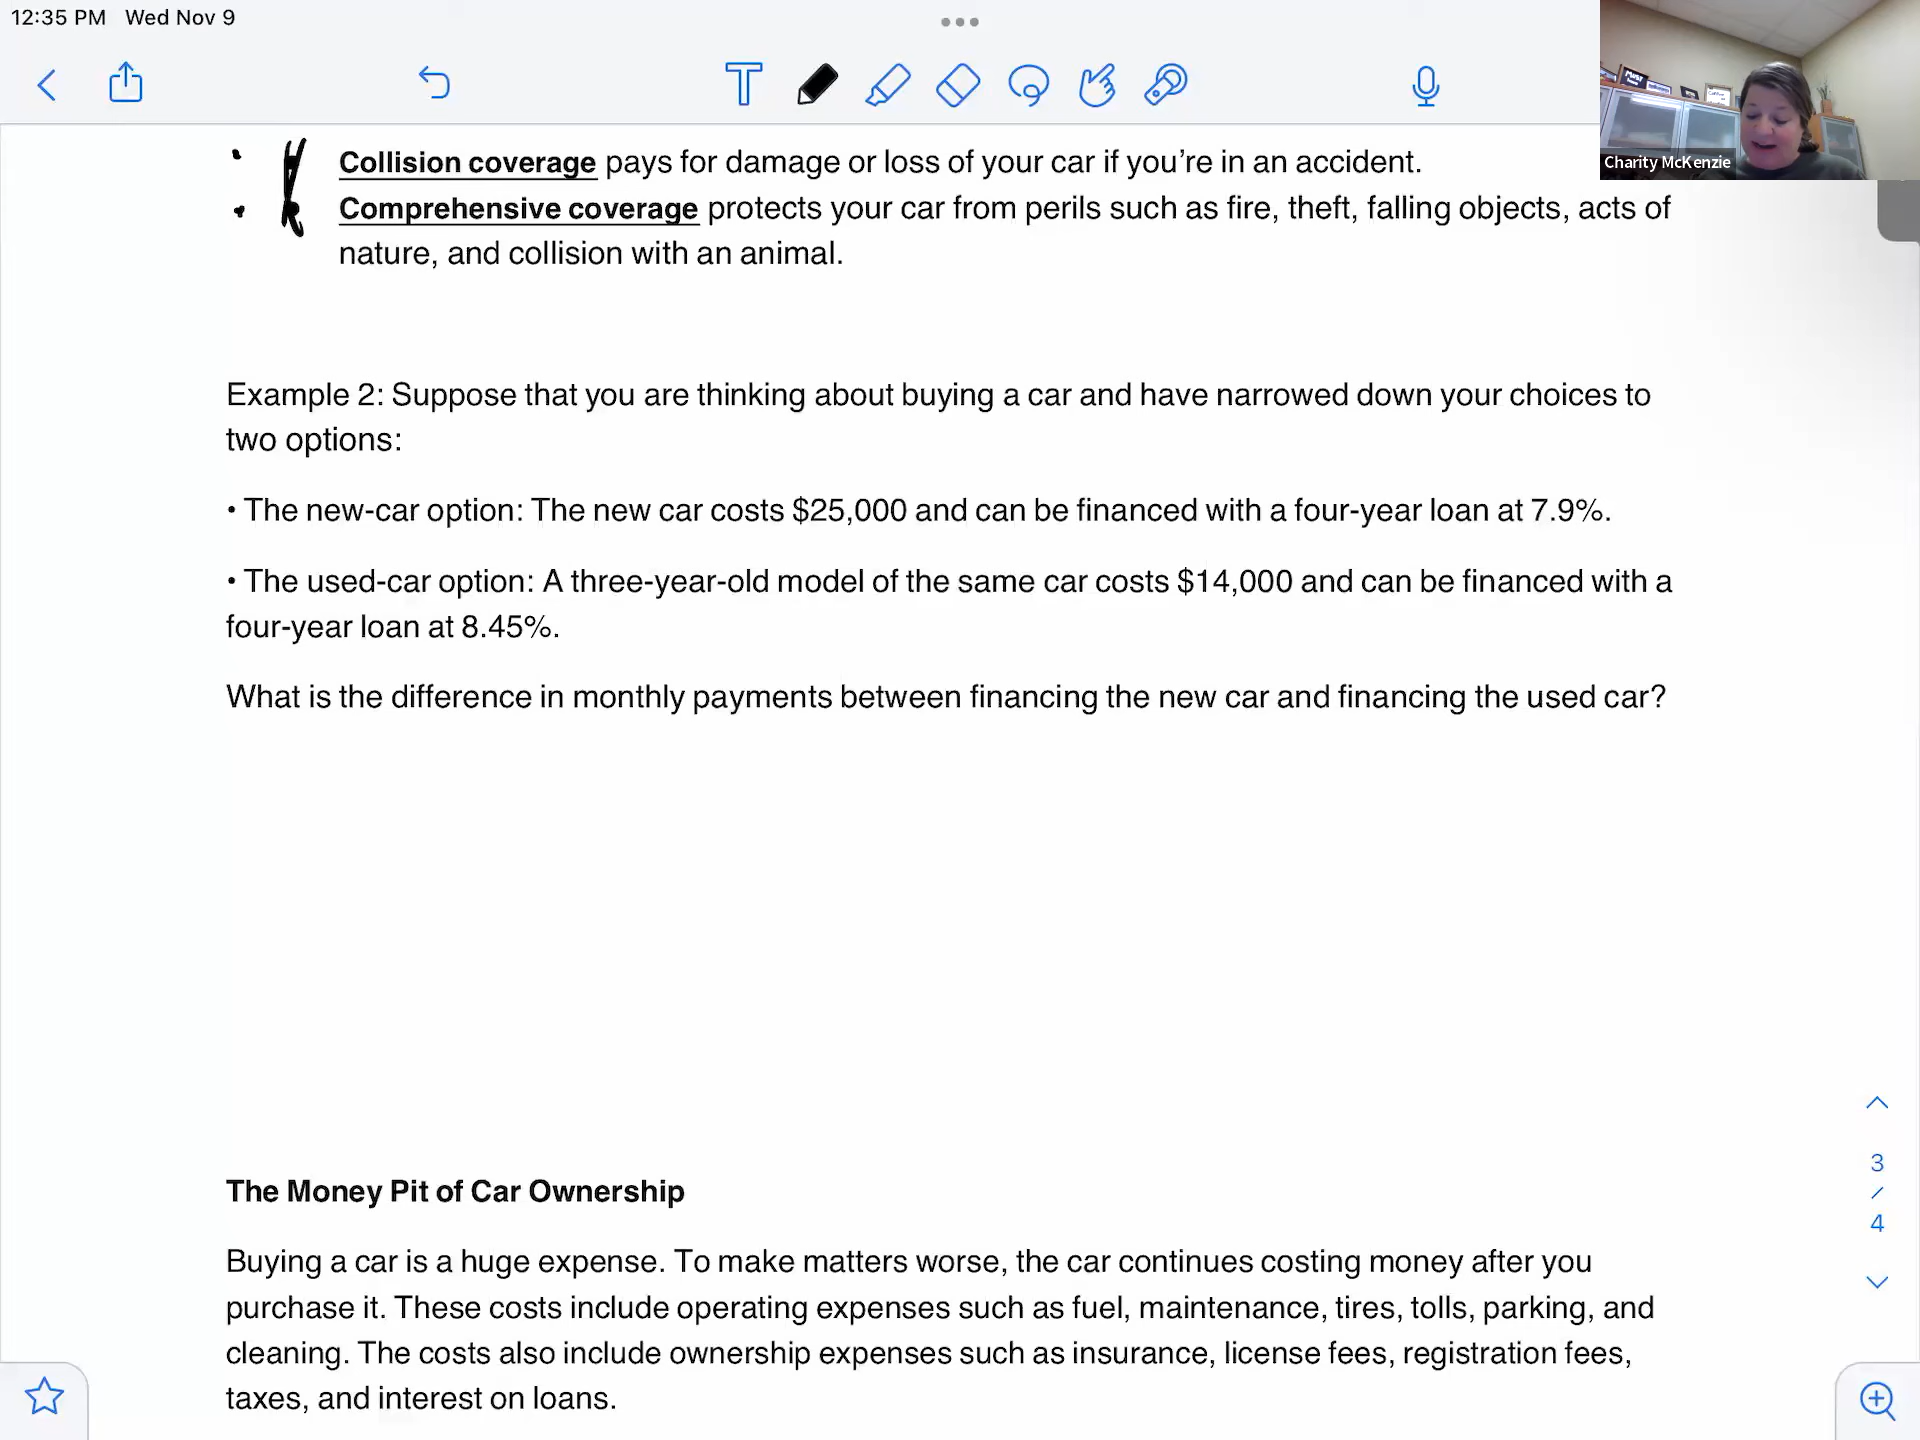 12:35 PM Wed Nov 9
Charity McKenzie
• Collision coverage pays for damage or loss of your car if you’re in an accident.
• Comprehensive coverage protects your car from perils such as fire, theft, falling objects, acts of
nature, and collision with an animal.
Example 2: Suppose that you are thinking about buying a car and have narrowed down your choices to
two options:
• The new-car option: The new car costs $25,000 and can be financed with a four-year loan at 7.9%.
• The used-car option: A three-year-old model of the same car costs $14,000 and can be financed with a
four-year loan at 8.45%.
What is the difference in monthly payments between financing the new car and financing the used car?
The Money Pit of Car Ownership
Buying a car is a huge expense. To make matters worse, the car continues costing money after you
purchase it. These costs include operating expenses such as fuel, maintenance, tires, tolls, parking, and
cleaning. The costs also include ownership expenses such as insurance, license fees, registration fees,
taxes, and interest on loans.
3
/
4